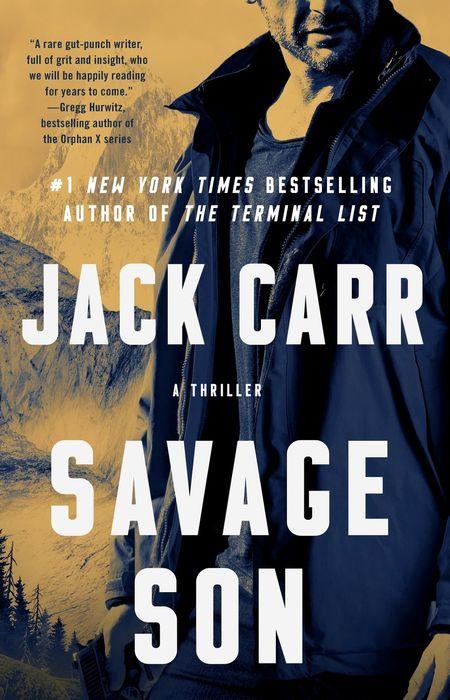 “A rare gut-punch writer,
full of grit and insight, who
we will be happily reading
for years to come.”
—Gregg Hurwitz,
bestselling author of
the Orphan X series
#1 NEW YORK TIMES BESTSELLING
AUTHOR OF THE TERMINAL LIST
JACK CARR
A THRILLER
SAVAGE
SON